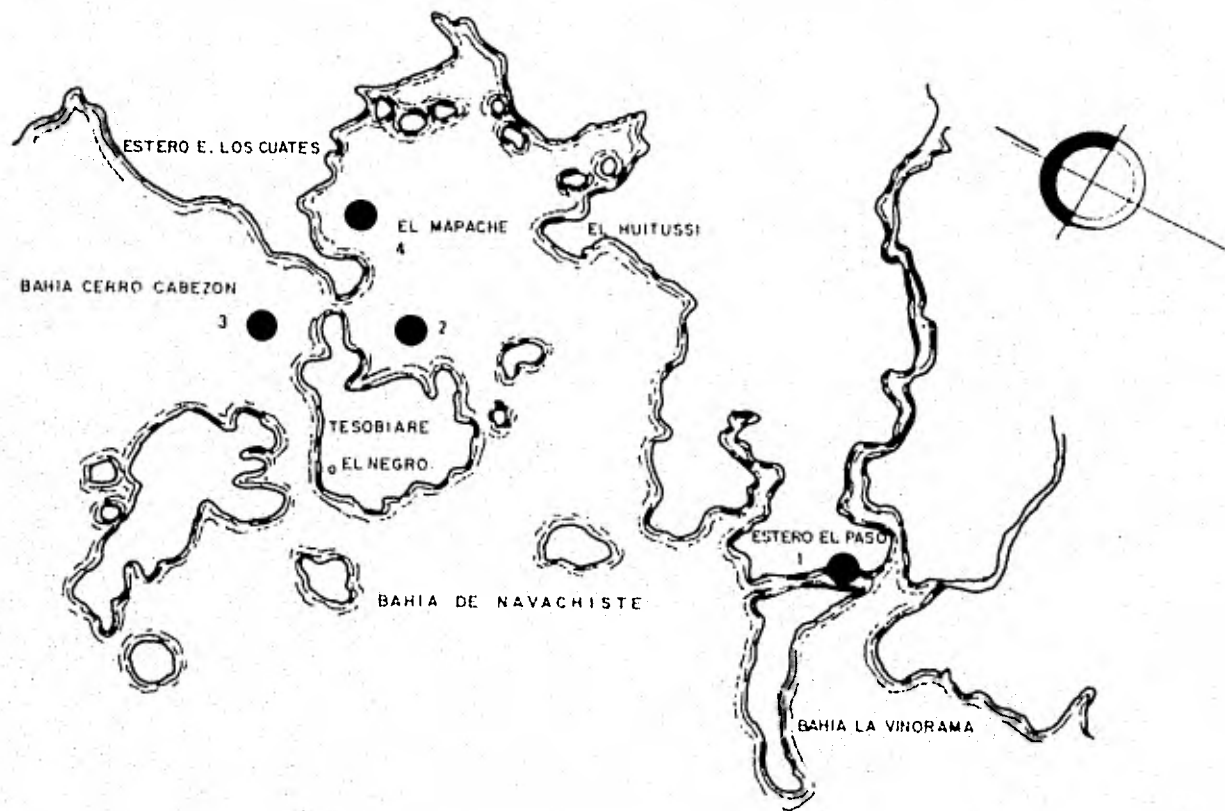 ESTERO E. LOS CUATES
EL MAPACHE
4
EL HUITUSSI
BAHIA CERRO CABEZON
3
2
TESOBIARE
EL NEGRO
ESTERO EL PASO
1
BAHIA DE NAVACHISTE
BAHIA LA VINORAMA